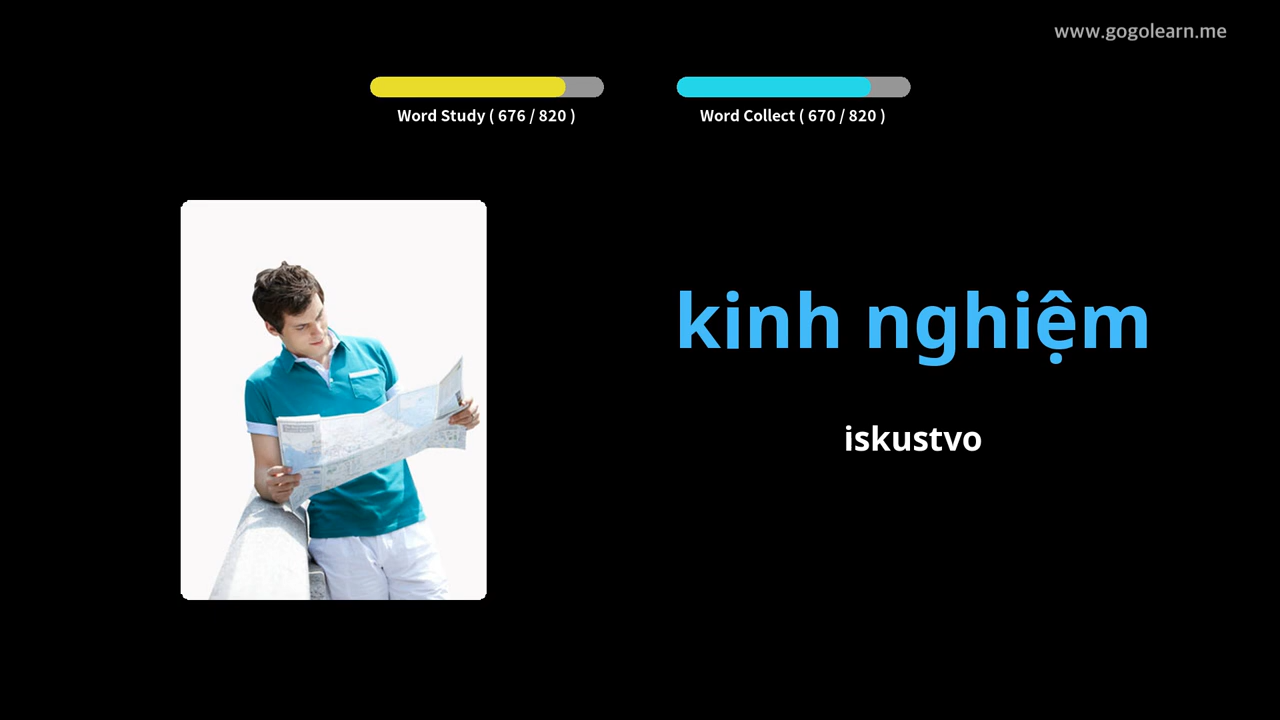 www.gogolearn.me
Word Study ( 676 / 820 )
Word Collect ( 670 / 820 )
kinh nghiệm
iskustvo